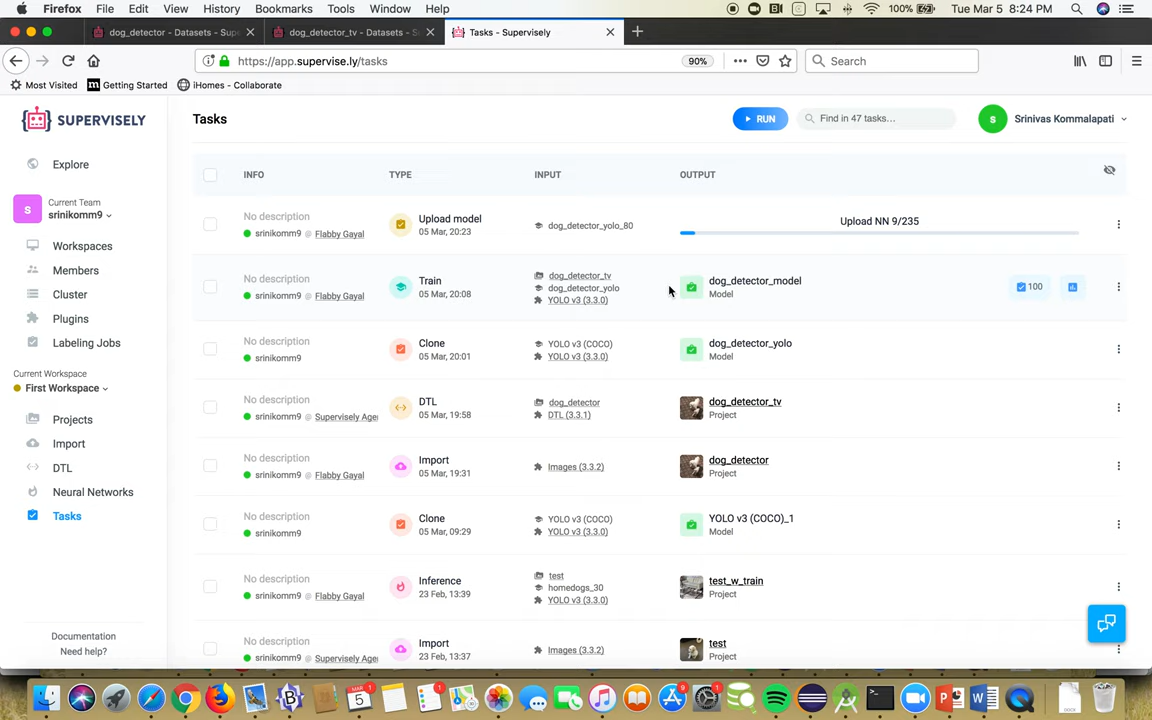 Firefox File Edit View History Bookmarks Tools Window Help 100% Tue Mar 5 8:24 PM
dog_detector - Datasets - Supe
dog_detector_tv - Datasets - S
Tasks - Supervisely
https://app.supervise.ly/tasks 90% Search
Most Visited Getting Started iHomes - Collaborate
SUPERVISELY
Explore
Current Team
srinikomm9
Workspaces
Members
Cluster
Plugins
Labeling Jobs
Current Workspace
First Workspace
Projects
Import
DTL
Neural Networks
Tasks
Documentation
Need help?
Tasks RUN Find in 47 tasks... s Srinivas Kommalapati
INFO TYPE INPUT OUTPUT
No description
srinikomm9 @ Flabby Gayal
Upload model
05 Mar, 20:23
dog_detector_yolo_80
Upload NN 9/235
No description
srinikomm9 @ Flabby Gayal
Train
05 Mar, 20:08
dog_detector_tv
dog_detector_yolo
YOLO v3 (3.3.0)
dog_detector_model
Model
100
No description
srinikomm9
Clone
05 Mar, 20:01
YOLO v3 (COCO)
YOLO v3 (3.3.0)
dog_detector_yolo
Model
No description
srinikomm9 @ Supervisely Age
DTL
05 Mar, 19:58
dog_detector
DTL (3.3.1)
dog_detector_tv
Project
No description
srinikomm9 @ Flabby Gayal
Import
05 Mar, 19:31
Images (3.3.2)
dog_detector
Project
No description
srinikomm9
Clone
05 Mar, 09:29
YOLO v3 (COCO)
YOLO v3 (3.3.0)
YOLO v3 (COCO)_1
Model
No description
srinikomm9 @ Flabby Gayal
Inference
23 Feb, 13:39
test
homedogs_30
YOLO v3 (3.3.0)
test_w_train
Project
No description
srinikomm9 @ Supervisely Age
Import
23 Feb, 13:37
Images (3.3.2)
test
Project